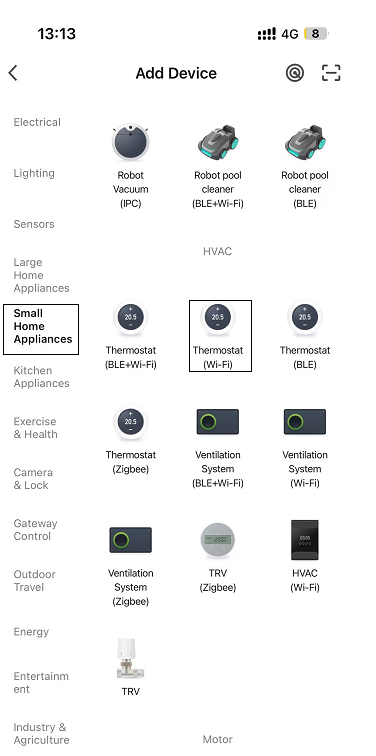 13:13
4G 8
Add Device
Electrical
Lighting
Sensors
Large
Home
Appliances
Small
Home
Appliances
Kitchen
Appliances
Exercise
& Health
Camera
& Lock
Gateway
Control
Outdoor
Travel
Energy
Entertainm
ent
Industry &
Agriculture
Robot
Vacuum
(IPC)
Robot pool
cleaner
(BLE+Wi-Fi)
Robot pool
cleaner
(BLE)
HVAC
20.5
Thermostat
(BLE+Wi-Fi)
20.5
Thermostat
(Wi-Fi)
20.5
Thermostat
(BLE)
20.5
Thermostat
(Zigbee)
Ventilation
System
(BLE+Wi-Fi)
Ventilation
System
(Wi-Fi)
Ventilation
System
(Zigbee)
TRV
(Zigbee)
HVAC
(Wi-Fi)
TRV
Motor